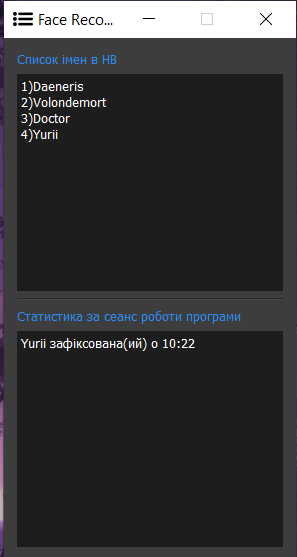 Face Reco...
Список імен в НВ
1)Daeneris
2)Volondemort
3)Doctor
4)Yurii
Статистика за сеанс роботи програми
Yurii зафіксована(ий) о 10:22